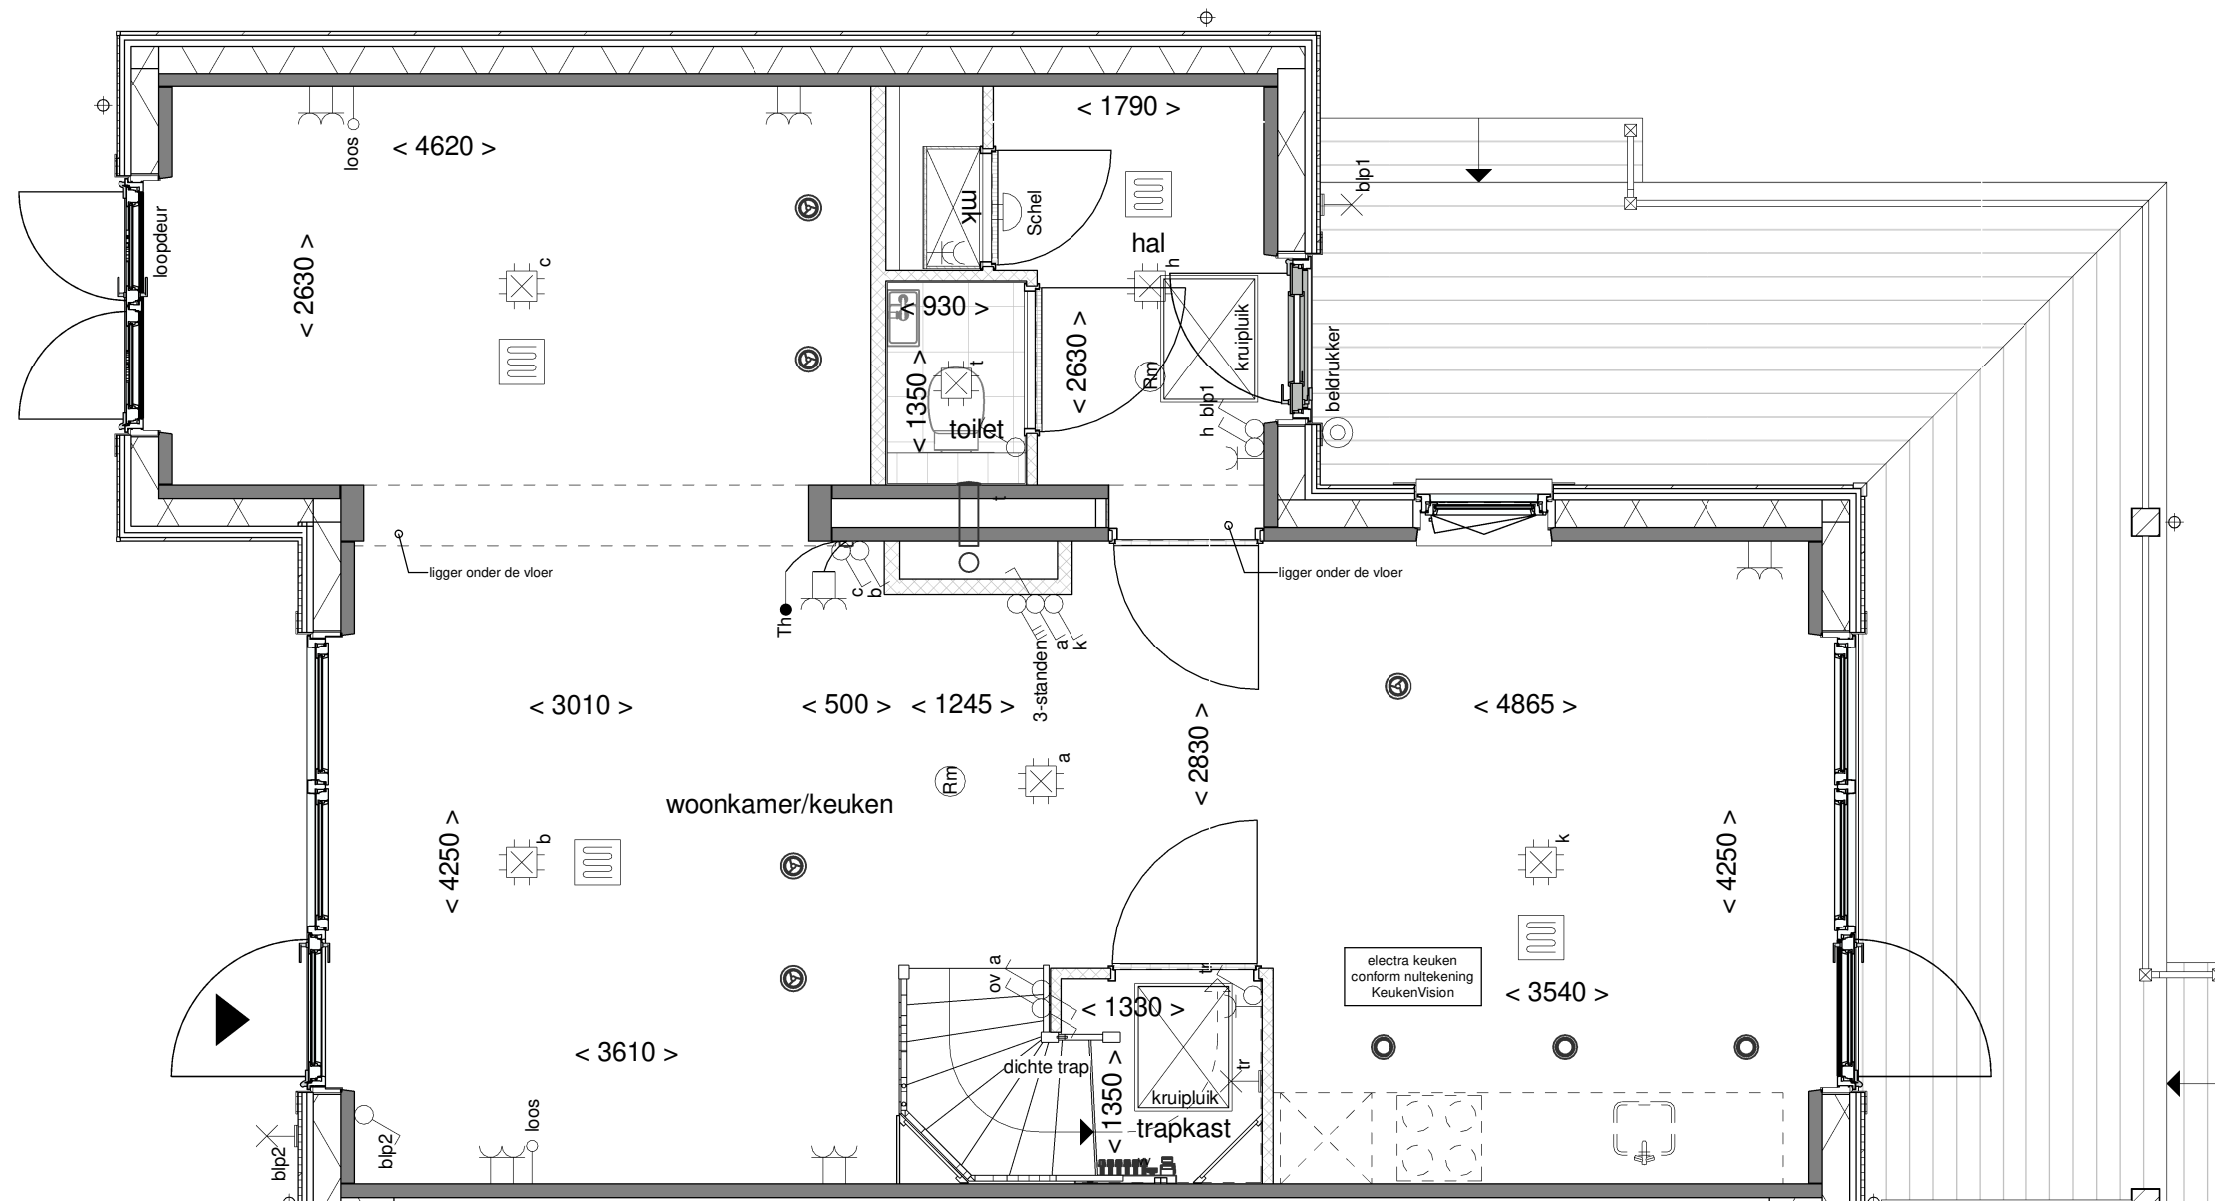 < 1790 >
< 4620 >
loos
blp1
loopdeur
mk
Schel
hal
h
< 2630 >
c
< 930 >
kruipluik
< 2630 >
beldrukker
t
< 1350 >
Rm
h blp1
toilet
t
ligger onder de vloer
ligger onder de vloer
c
b
Th
3-standen
a
k
< 3010 >
< 500 >
< 1245 >
< 4865 >
< 2830 >
Rm
a
woonkamer/keuken
b
k
< 4250 >
< 4250 >
electra keuken
conform nultekening
KeukenVision
a
ov
tr
< 3540 >
< 1330 >
< 3610 >
dichte trap
tr
< 1350 >
kruipluik
trapkast
loos
blp2
blp2